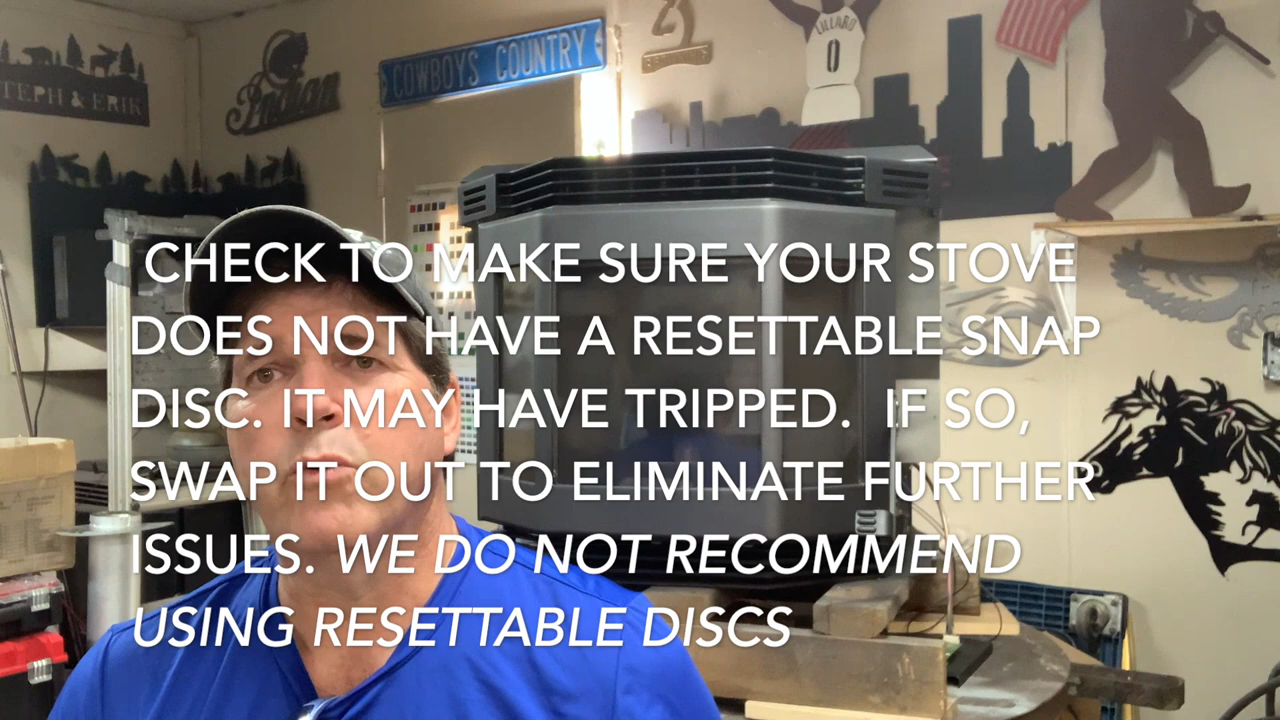 COWBOYS COUNTRY
LILLARD
0
TEPH & ERIK
Indian
CHECK TO MAKE SURE YOUR STOVE
DOES NOT HAVE A RESETTABLE SNAP
DISC. IT MAY HAVE TRIPPED. IF SO,
SWAP IT OUT TO ELIMINATE FURTHER
ISSUES. WE DO NOT RECOMMEND
USING RESETTABLE DISCS